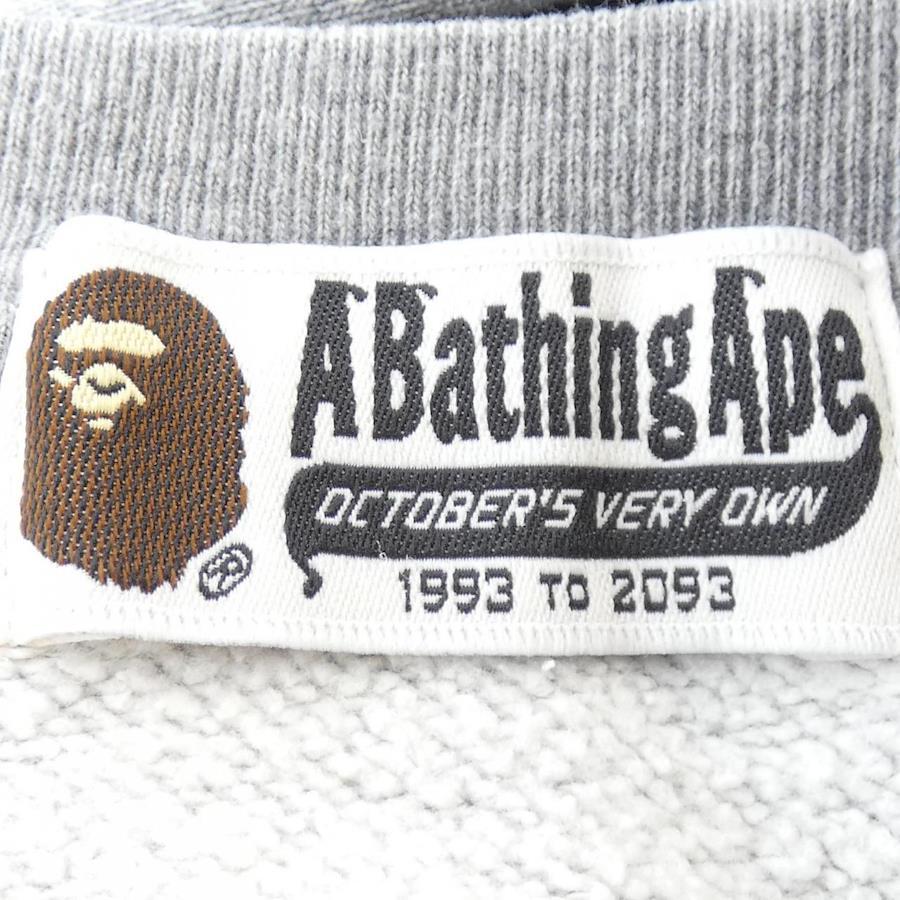 A Bathing Ape
OCTOBER'S VERY OWN
1993 TO 2093
®